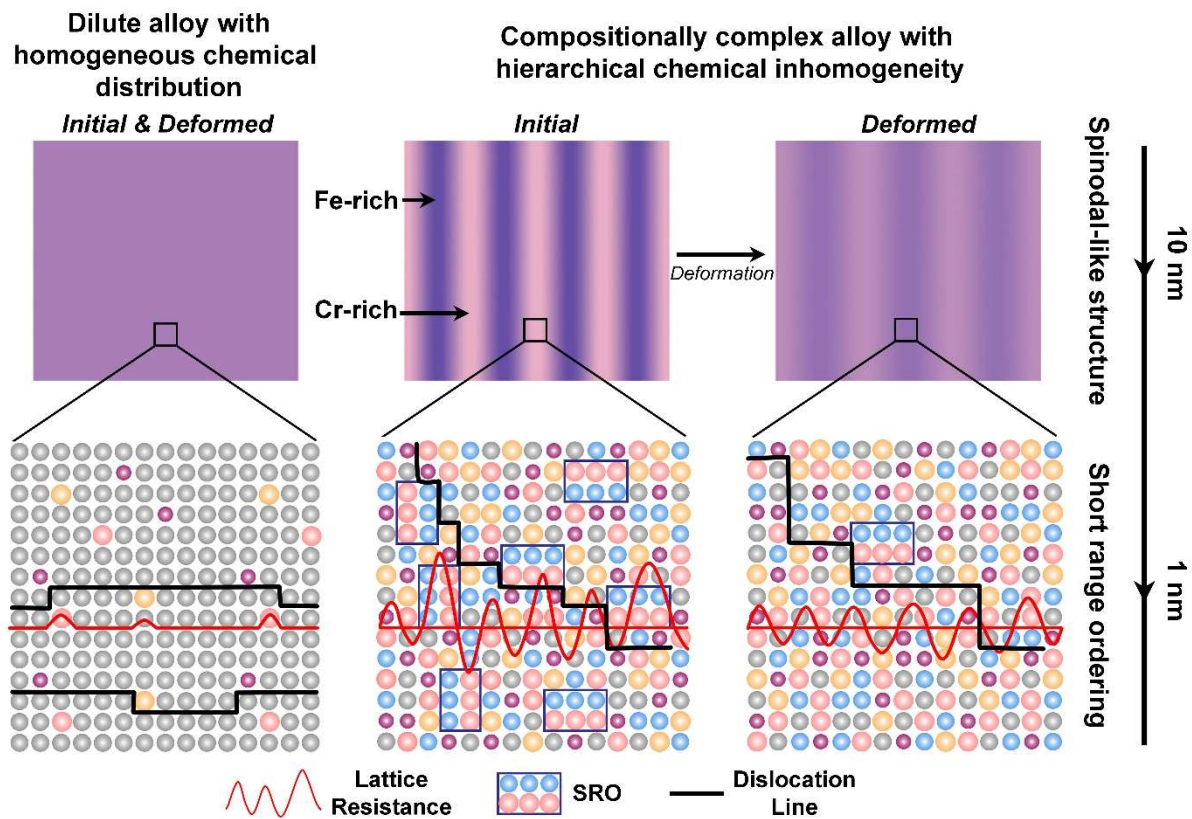 Dilute alloy with
homogeneous chemical
distribution
Initial & Deformed
Compositionally complex alloy with
hierarchical chemical inhomogeneity
Initial
Deformed
Fe-rich
Cr-rich
Deformation
Spinodal-like structure
10 nm
Short range ordering
1 nm
Lattice
Resistance
SRO
Dislocation
Line